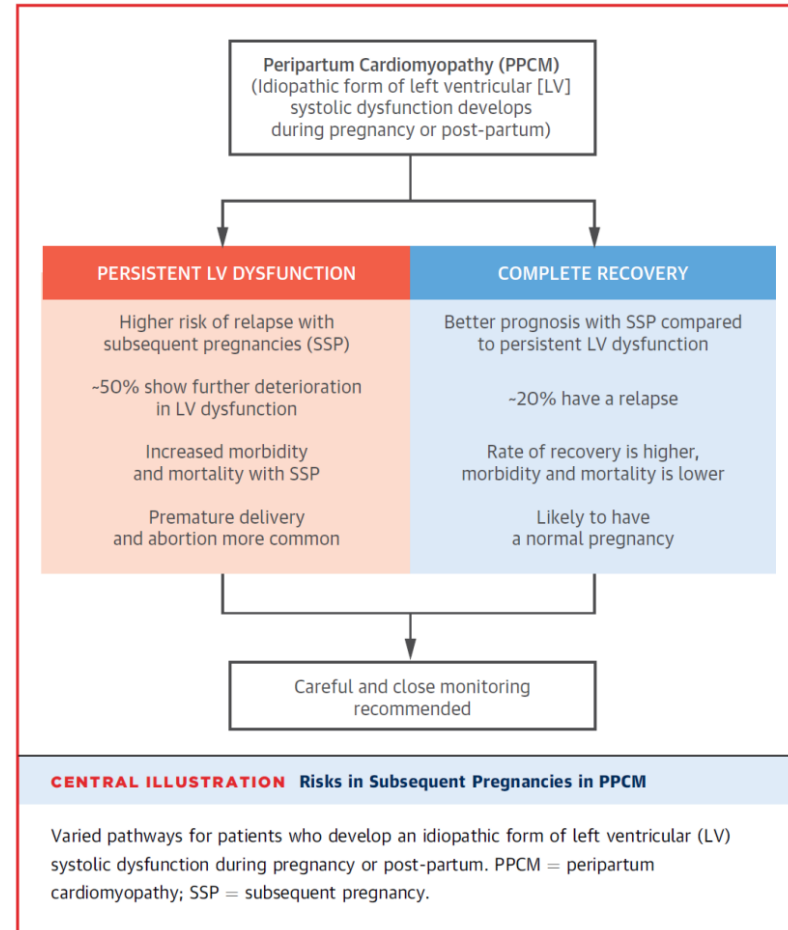 Peripartum Cardiomyopathy (PPCM)
(Idiopathic form of left ventricular [LV]
systolic dysfunction develops
during pregnancy or post-partum)
PERSISTENT LV DYSFUNCTION
Higher risk of relapse with
subsequent pregnancies (SSP)
~50% show further deterioration
in LV dysfunction
Increased morbidity
and mortality with SSP
Premature delivery
and abortion more common
COMPLETE RECOVERY
Better prognosis with SSP compared
to persistent LV dysfunction
~20% have a relapse
Rate of recovery is higher,
morbidity and mortality is lower
Likely to have
a normal pregnancy
Careful and close monitoring
recommended
CENTRAL ILLUSTRATION Risks in Subsequent Pregnancies in PPCM
Varied pathways for patients who develop an idiopathic form of left ventricular (LV)
systolic dysfunction during pregnancy or post-partum. PPCM = peripartum
cardiomyopathy; SSP = subsequent pregnancy.